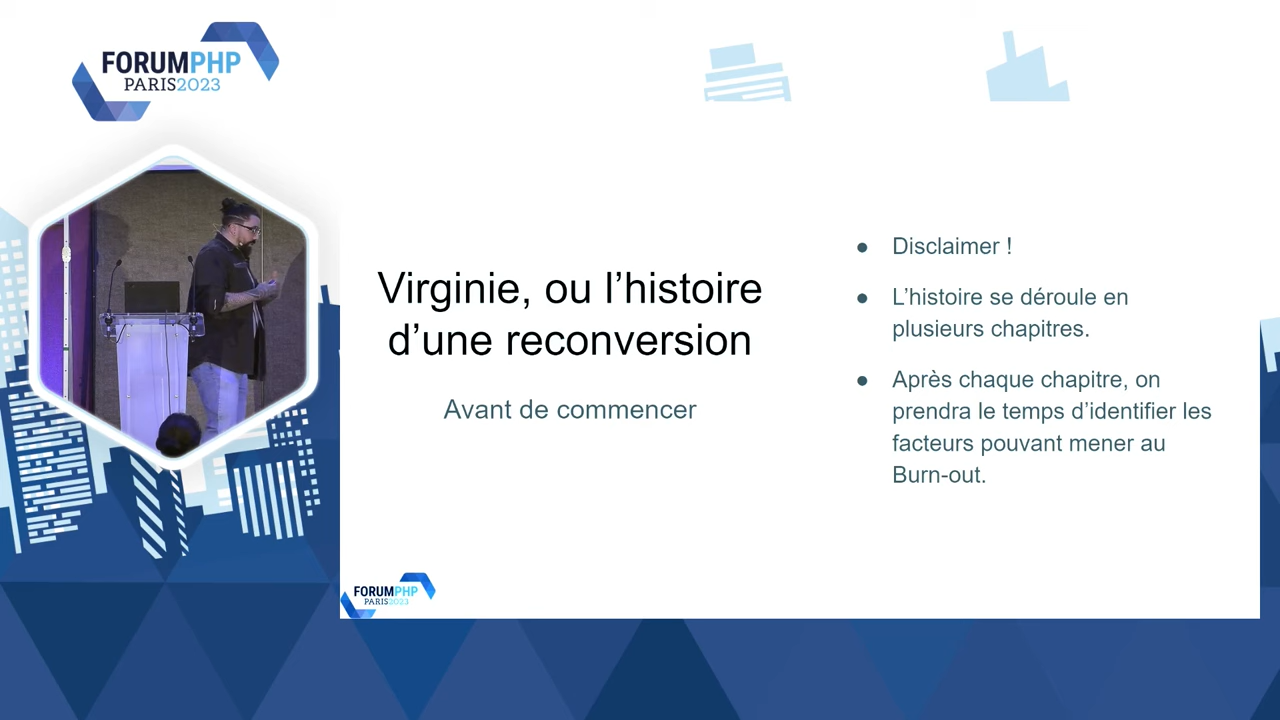 FORUMPHP
PARIS2023
Virginie, ou l'histoire
d'une reconversion
Avant de commencer
● Disclaimer !
● L'histoire se déroule en
plusieurs chapitres.
● Après chaque chapitre, on
prendra le temps d'identifier les
facteurs pouvant mener au
Burn-out.
FORUMPHP
PARIS2023